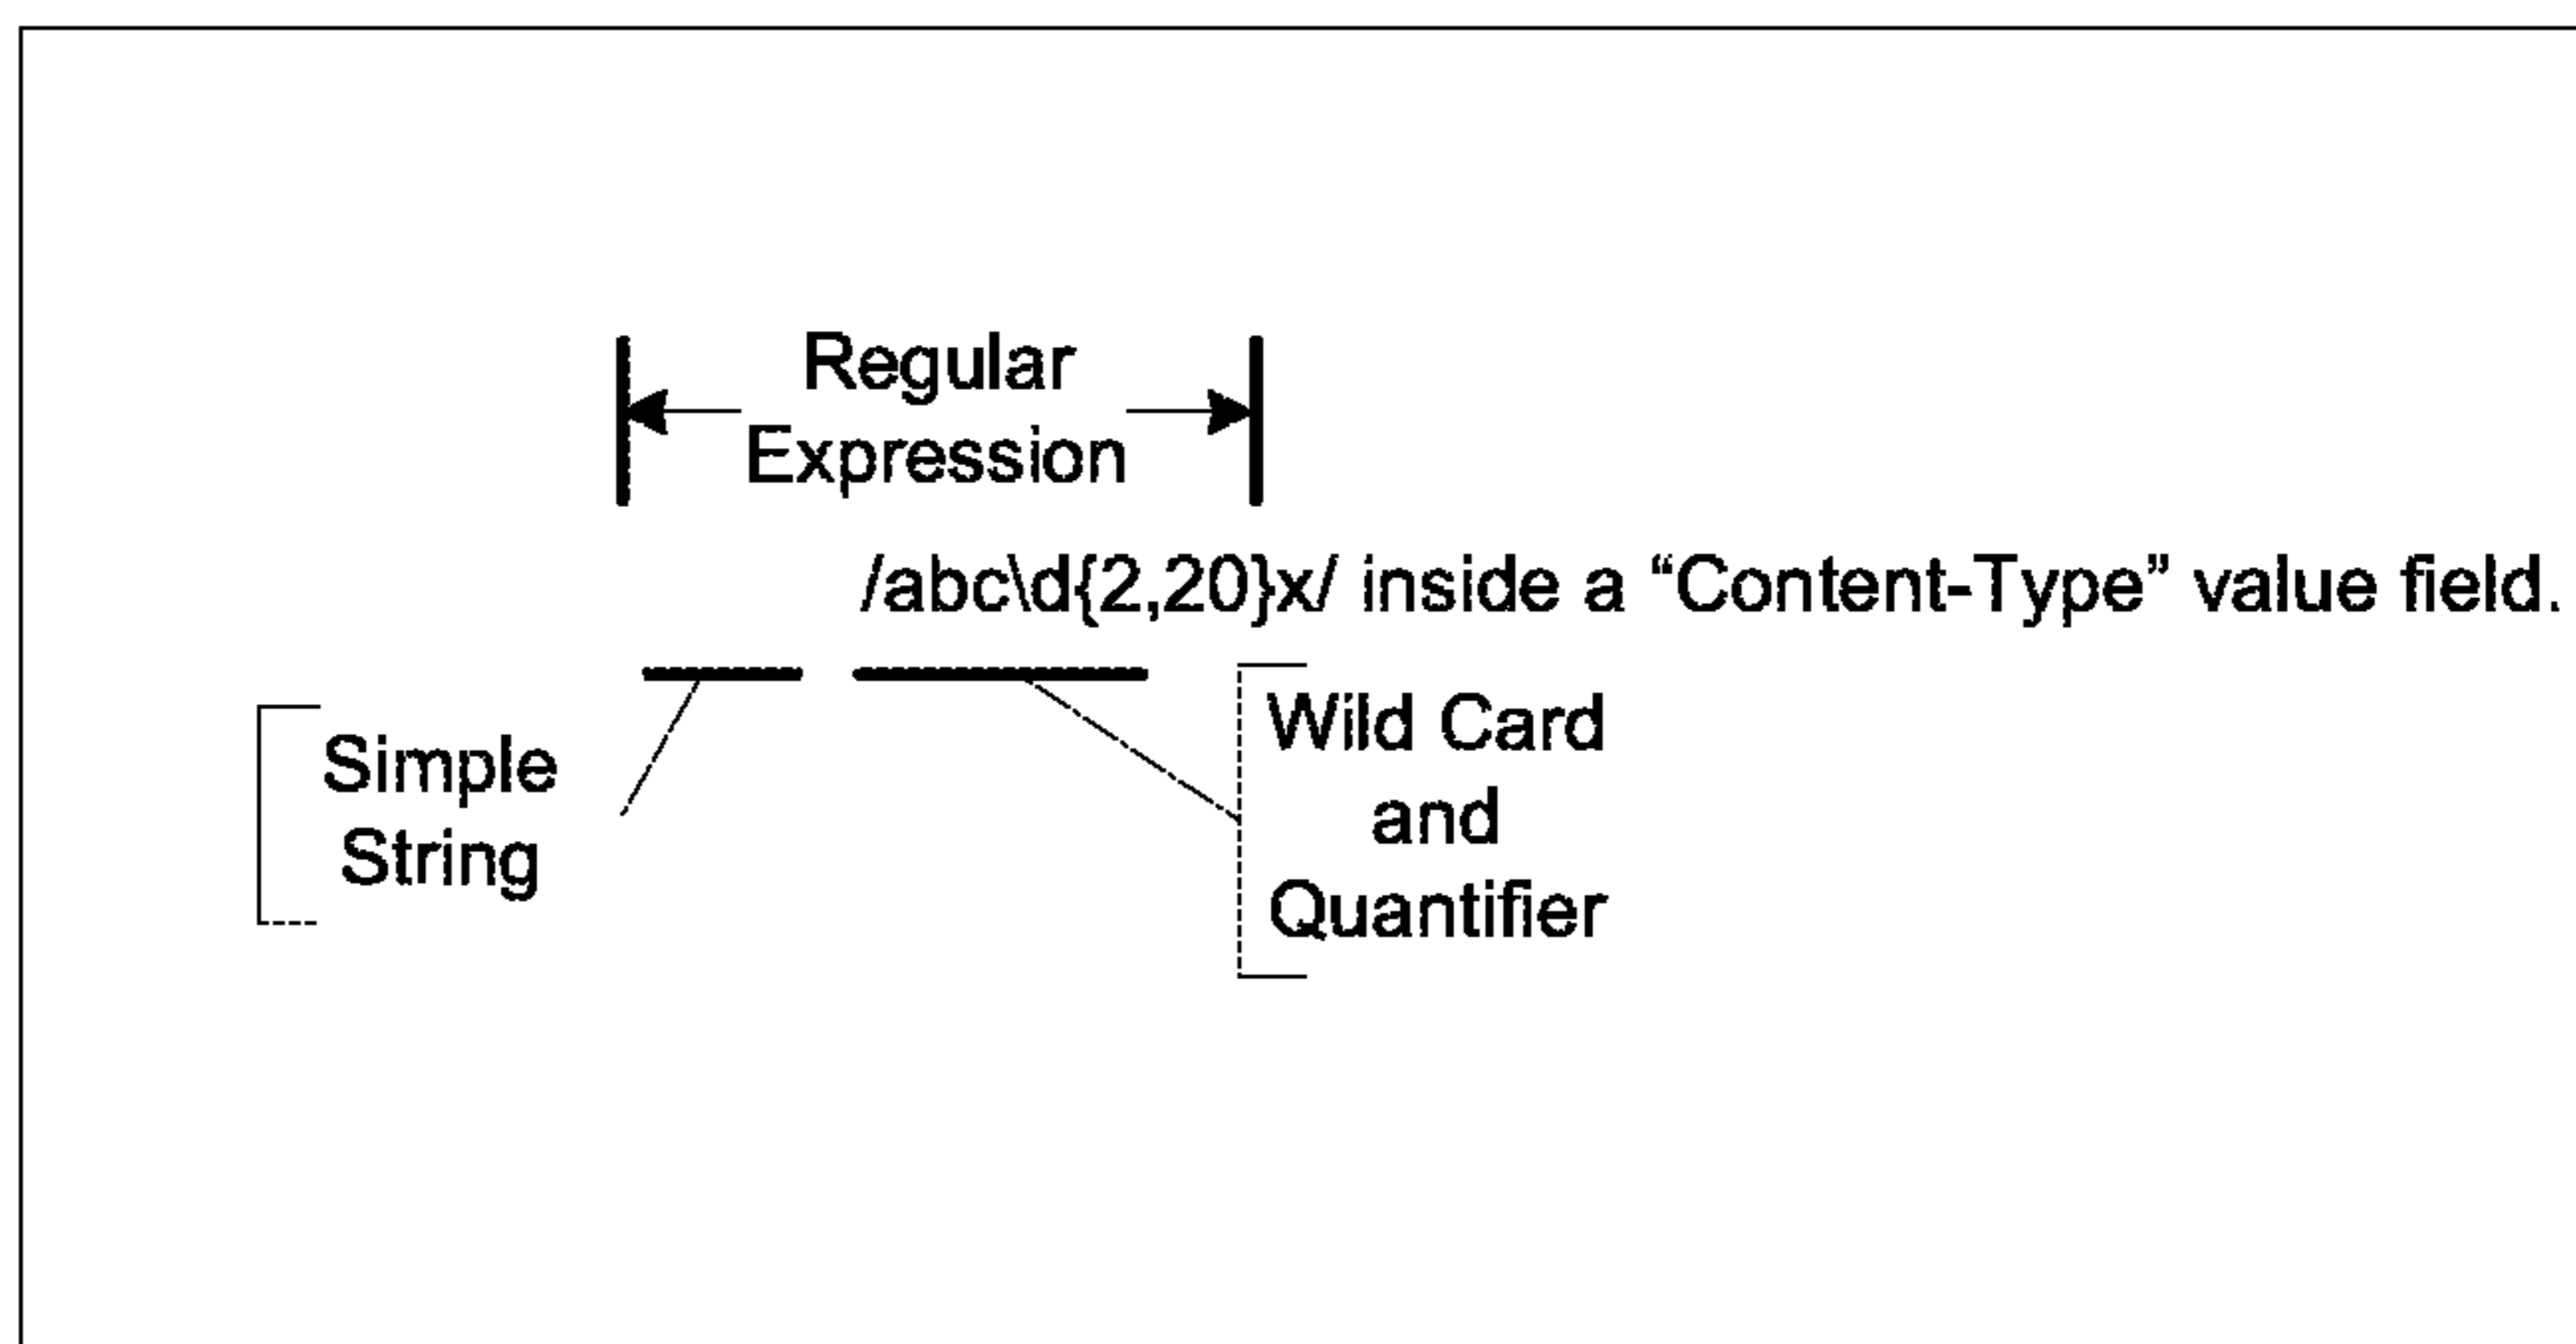 Regular
Expression
/abc\d{2,20}x/ inside a “Content-Type” value field.
Simple
String
Wild Card
and
Quantifier